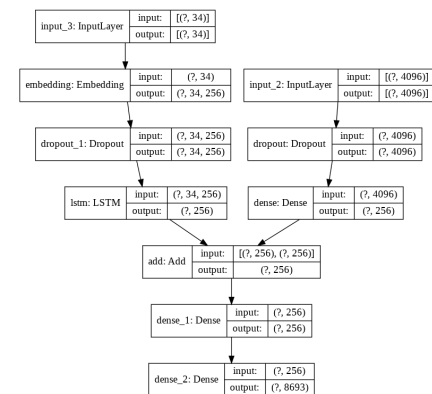 input_3: InputLayer
input: [(?, 34)]
output: [(?, 34)]
embedding: Embedding
input: (?, 34)
output: (?, 34, 256)
input_2: InputLayer
input: [(?, 4096)]
output: [(?, 4096)]
dropout_1: Dropout
input: (?, 34, 256)
output: (?, 34, 256)
dropout: Dropout
input: (?, 4096)
output: (?, 4096)
lstm: LSTM
input: (?, 34, 256)
output: (?, 256)
dense: Dense
input: (?, 4096)
output: (?, 256)
add: Add
input: [(?, 256), (?, 256)]
output: (?, 256)
dense_1: Dense
input: (?, 256)
output: (?, 256)
dense_2: Dense
input: (?, 256)
output: (?, 8693)